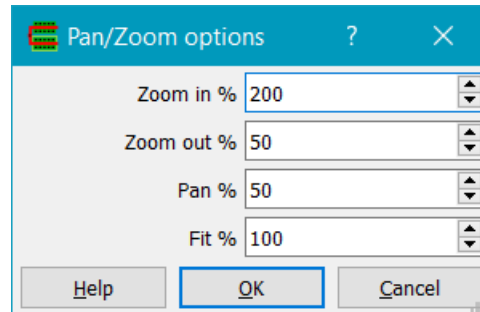 Pan/Zoom options ? ×
Zoom in % 200
Zoom out % 50
Pan % 50
Fit % 100
Help OK Cancel